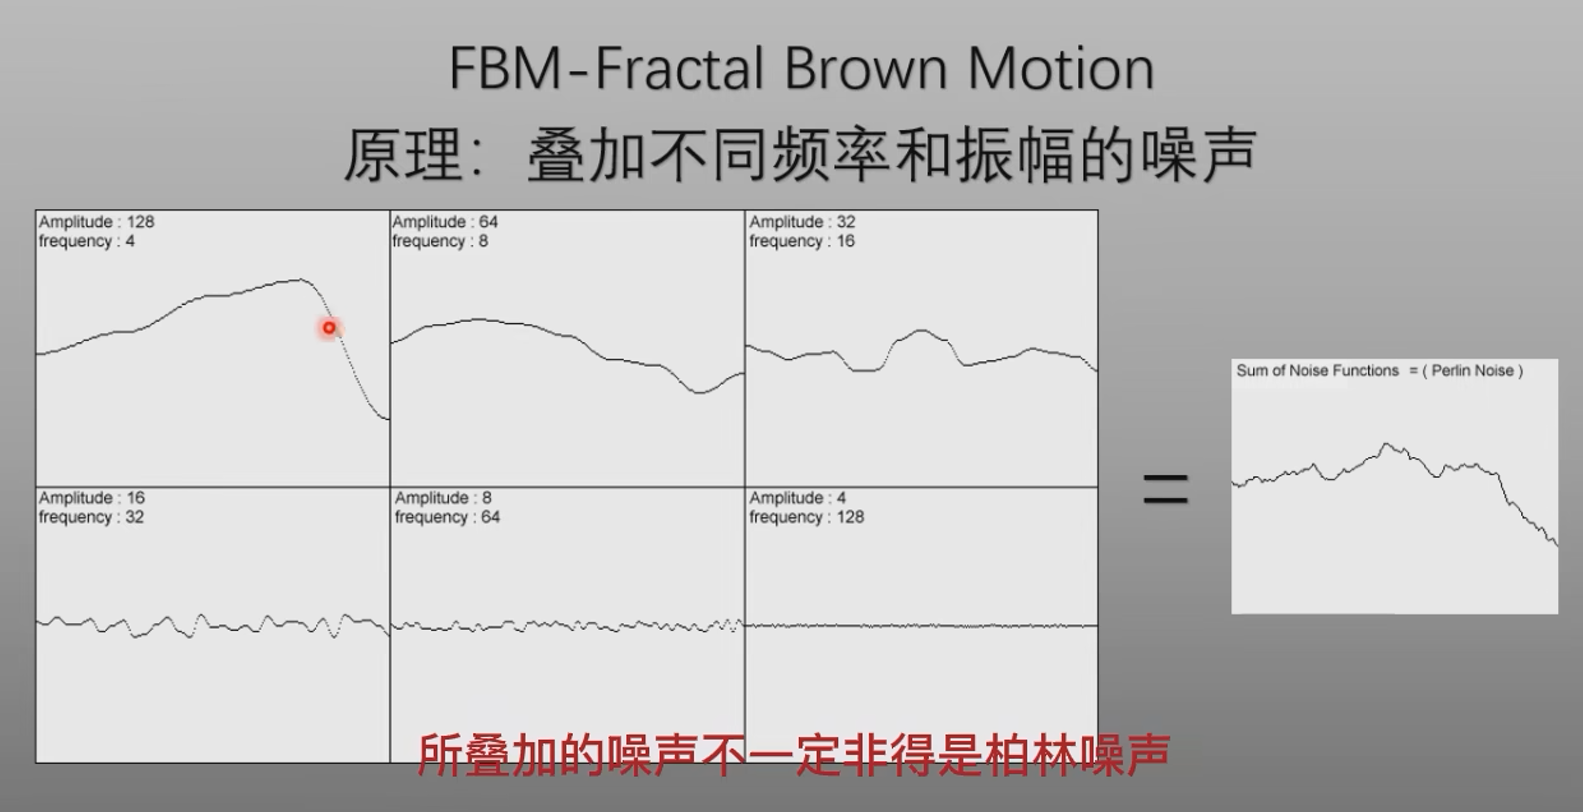 FBM-Fractal Brown Motion
原理：叠加不同频率和振幅的噪声
Amplitude : 128
frequency : 4
Amplitude : 64
frequency : 8
Amplitude : 32
frequency : 16
Amplitude : 16
frequency : 32
Amplitude : 8
frequency : 64
Amplitude : 4
frequency : 128
=
Sum of Noise Functions = ( Perlin Noise )
所叠加的噪声不一定非得是柏林噪声